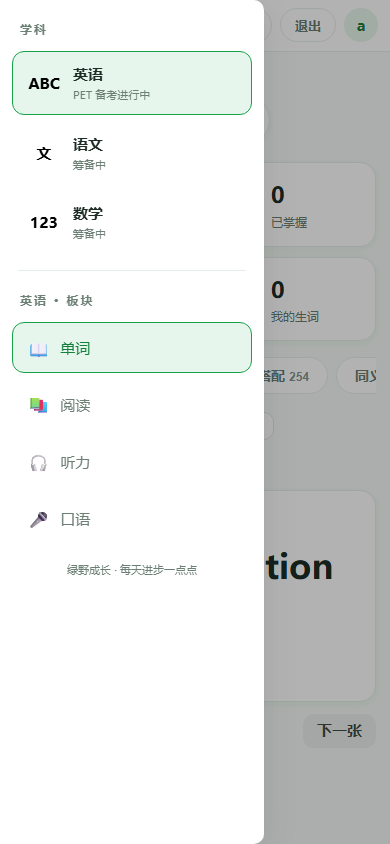 学科
ABC 英语
PET 备考进行中
文 语文
筹备中
123 数学
筹备中
英语 • 板块
单词
阅读
听力
口语
绿野成长 · 每天进步一点点
退出
a
0
已掌握
0
我的生词
搭配 254
同义
tion
下一张